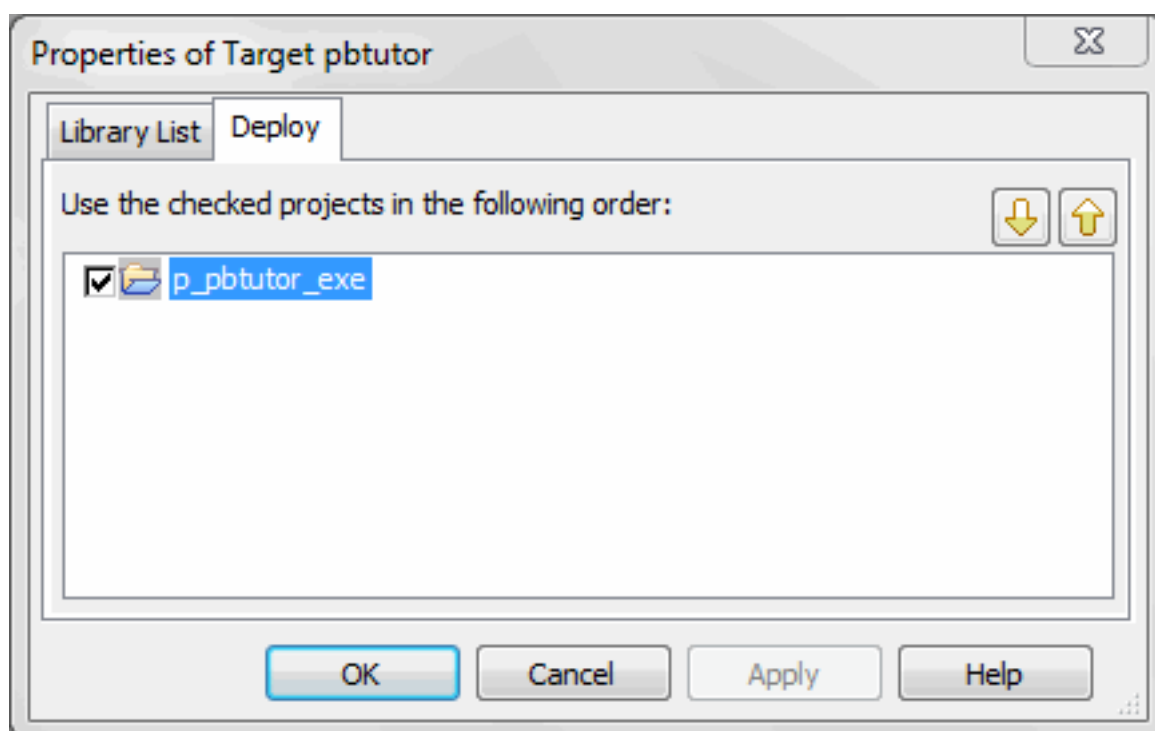 Properties of Target pbtutor
Library List Deploy
Use the checked projects in the following order:
p_pbtutor_exe
OK Cancel Apply Help